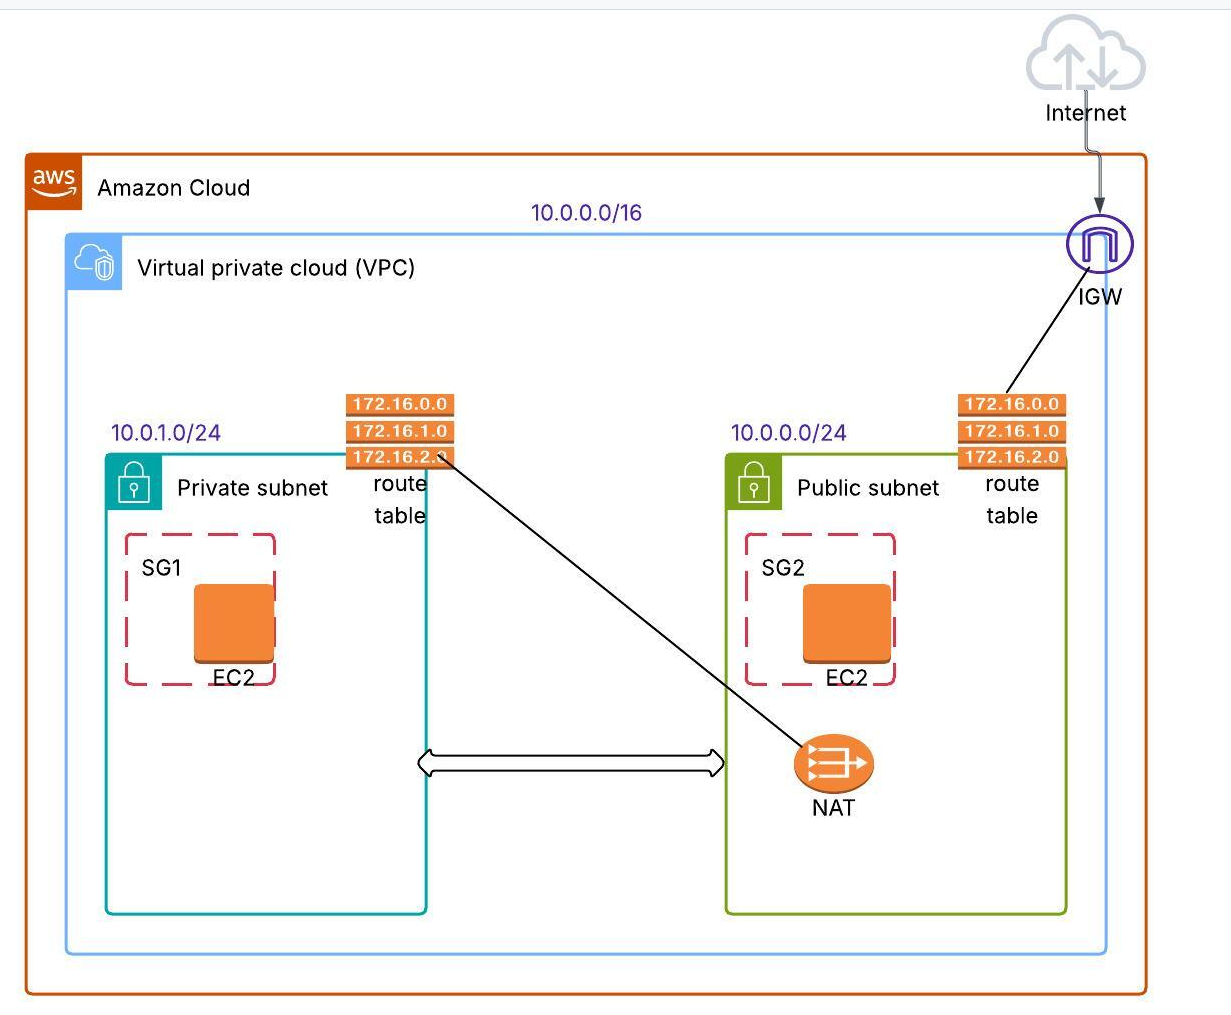 Internet
aws
Amazon Cloud
10.0.0.0/16
Virtual private cloud (VPC)
IGW
172.16.0.0
172.16.1.0
172.16.2.0
route
table
10.0.1.0/24
Private subnet
SG1
EC2
172.16.0.0
172.16.1.0
172.16.2.0
route
table
10.0.0.0/24
Public subnet
SG2
EC2
NAT